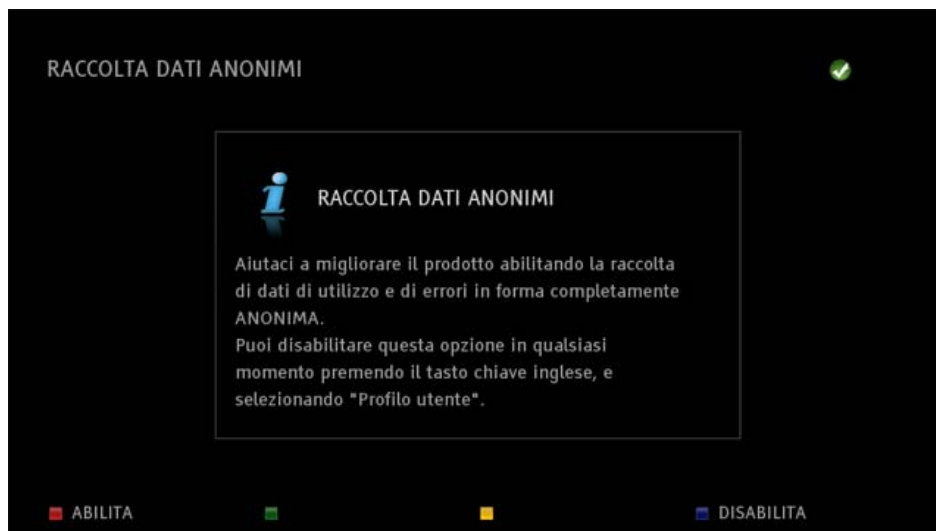 RACCOLTA DATI ANONIMI
RACCOLTA DATI ANONIMI
Aiutaci a migliorare il prodotto abilitando la raccolta
di dati di utilizzo e di errori in forma completamente
ANONIMA.
Puoi disabilitare questa opzione in qualsiasi
momento premendo il tasto chiave inglese, e
selezionando "Profilo utente".
ABILITA
DISABILITA